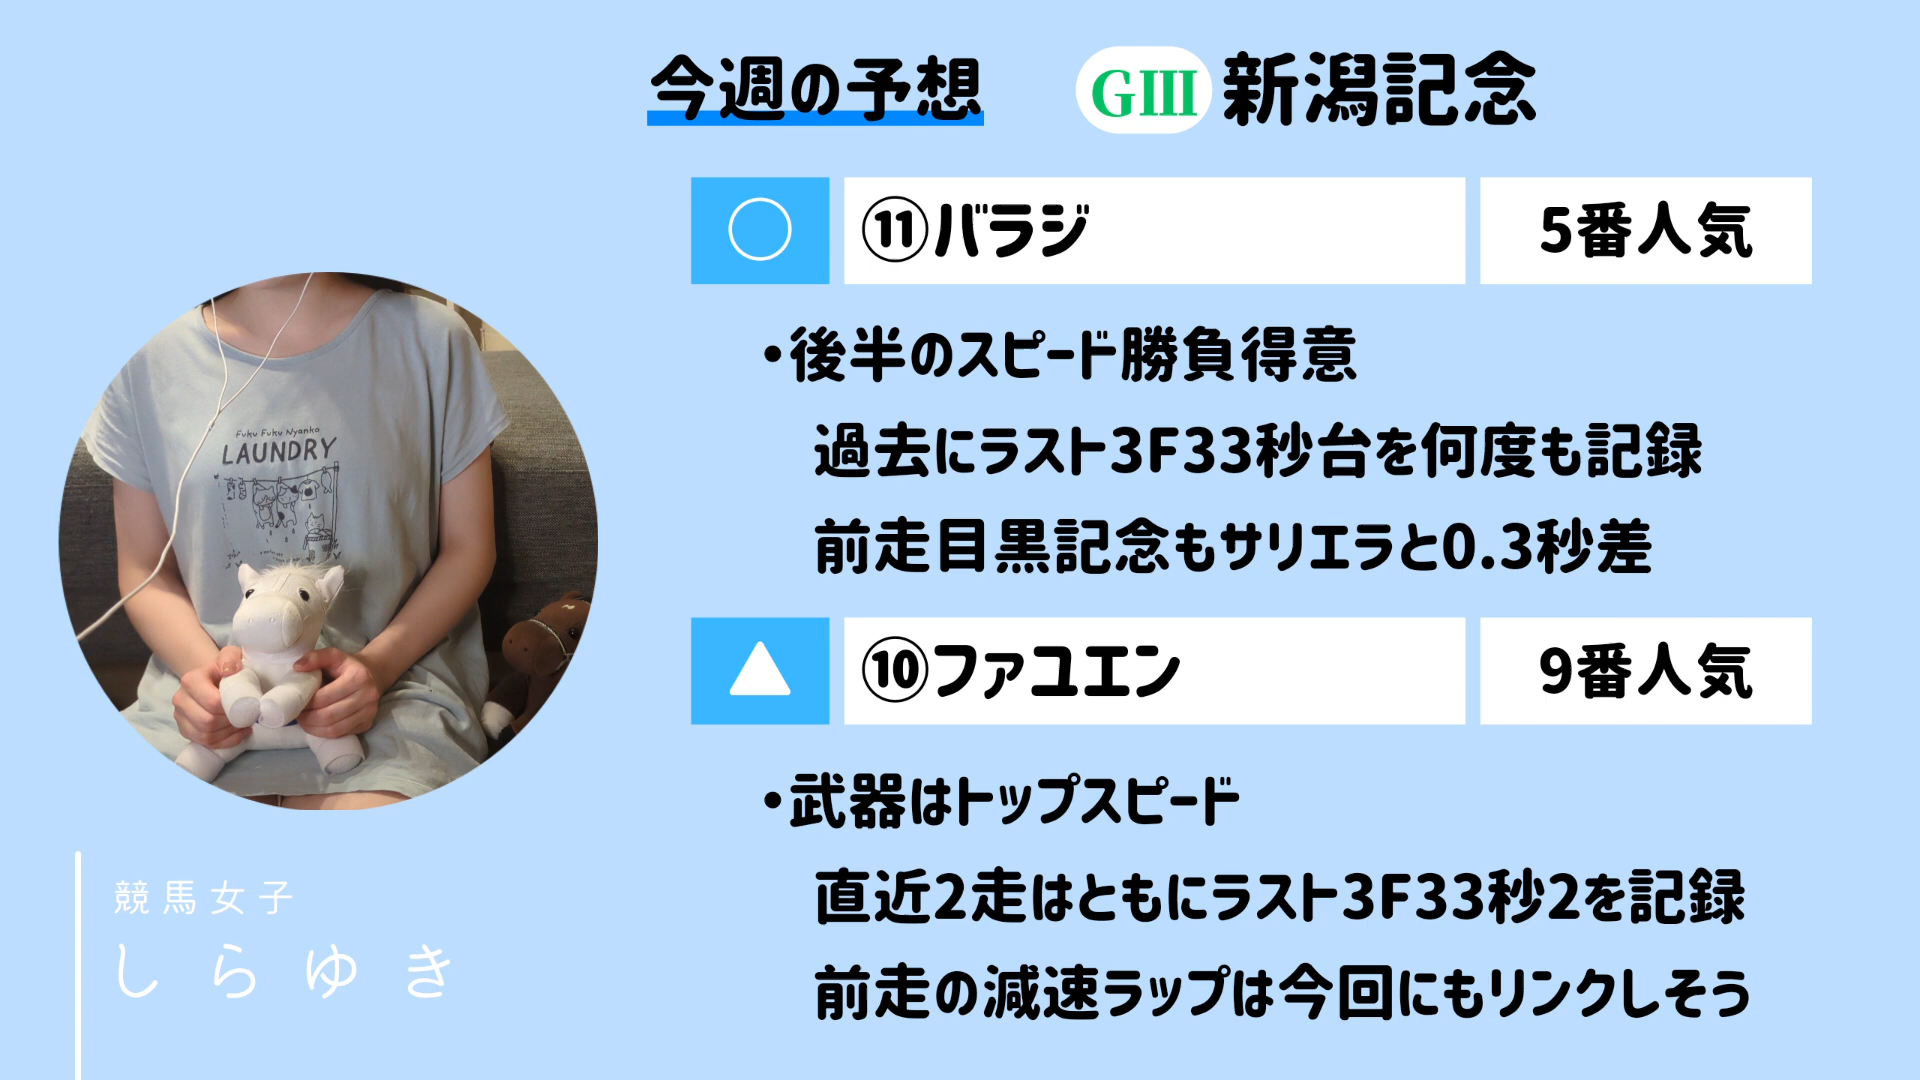 今週の予想 GⅢ 新潟記念
○ ⑪バラジ 5番人気
・後半のスピード勝負得意
過去にラスト3F33秒台を何度も記録
前走目黒記念もサリエラと0.3秒差
▲ ⑩ファユエン 9番人気
・武器はトップスピード
直近2走はともにラスト3F33秒2を記録
前走の減速ラップは今回にもリンクしそう
Fuku Fuku Nyanko
LAUNDRY
競馬女子
しらゆき